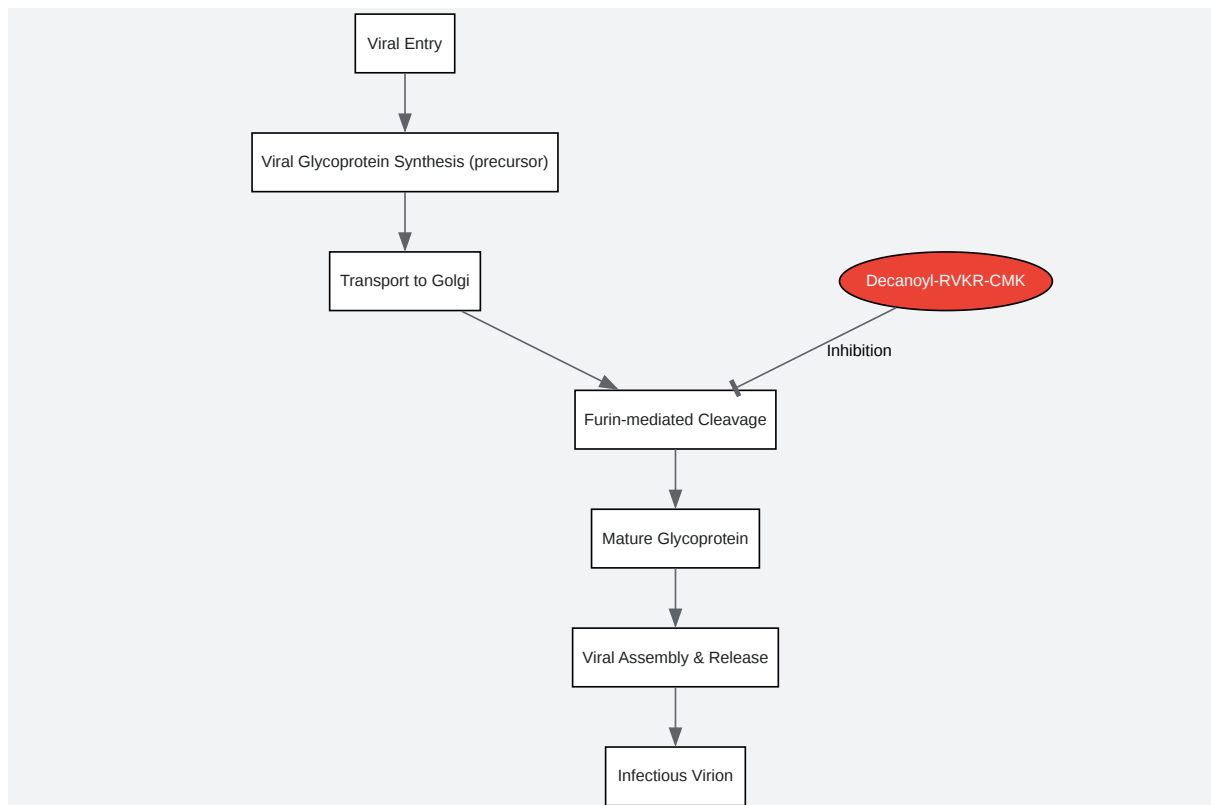 Viral Entry
Viral Glycoprotein Synthesis (precursor)
Transport to Golgi
Decanoyl-RVKR-CMK
Inhibition
Furin-mediated Cleavage
Mature Glycoprotein
Viral Assembly & Release
Infectious Virion